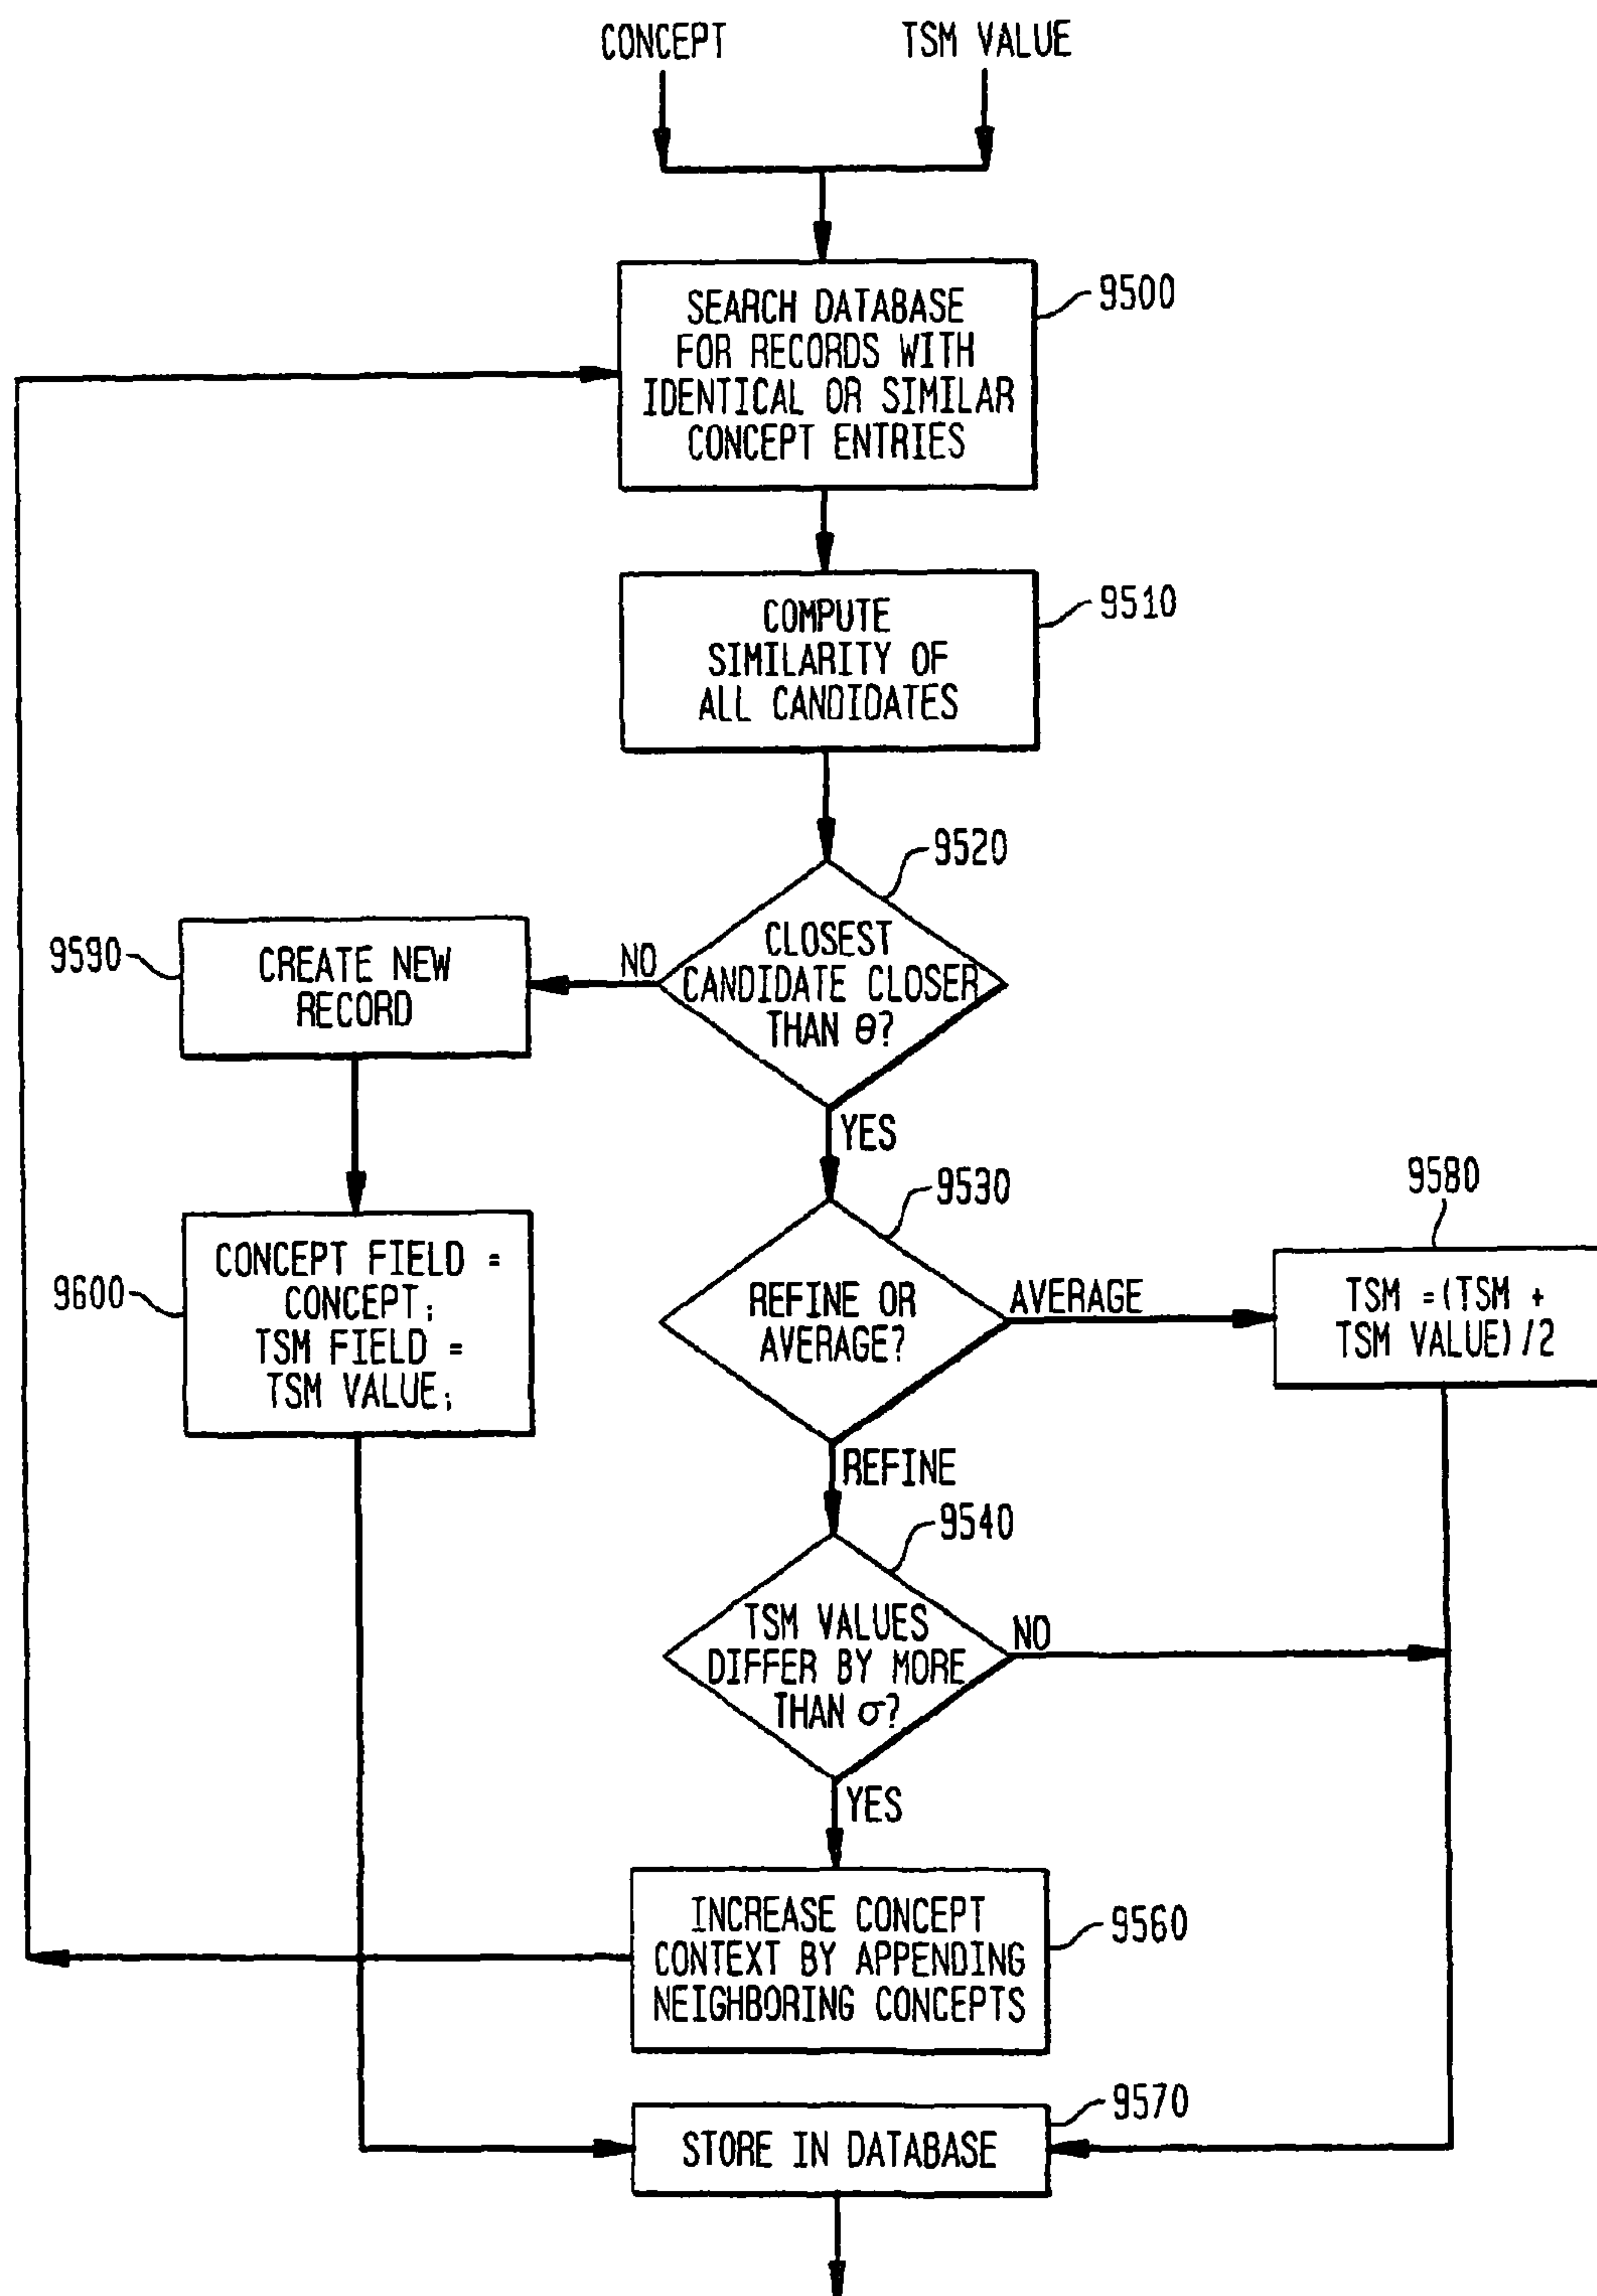 CONCEPT
TSM VALUE
SEARCH DATABASE
FOR RECORDS WITH
IDENTICAL OR SIMILAR
CONCEPT ENTRIES
9500
COMPUTE
SIMILARITY OF
ALL CANDIDATES
9510
9520
CLOSEST
CANDIDATE CLOSER
THAN θ?
NO
9590
CREATE NEW
RECORD
YES
9600
CONCEPT FIELD =
CONCEPT;
TSM FIELD =
TSM VALUE;
9530
REFINE OR
AVERAGE?
AVERAGE
9580
TSM =(TSM +
TSM VALUE)/2
REFINE
9540
TSM VALUES
DIFFER BY MORE
THAN σ?
NO
YES
INCREASE CONCEPT
CONTEXT BY APPENDING
NEIGHBORING CONCEPTS
9560
9570
STORE IN DATABASE